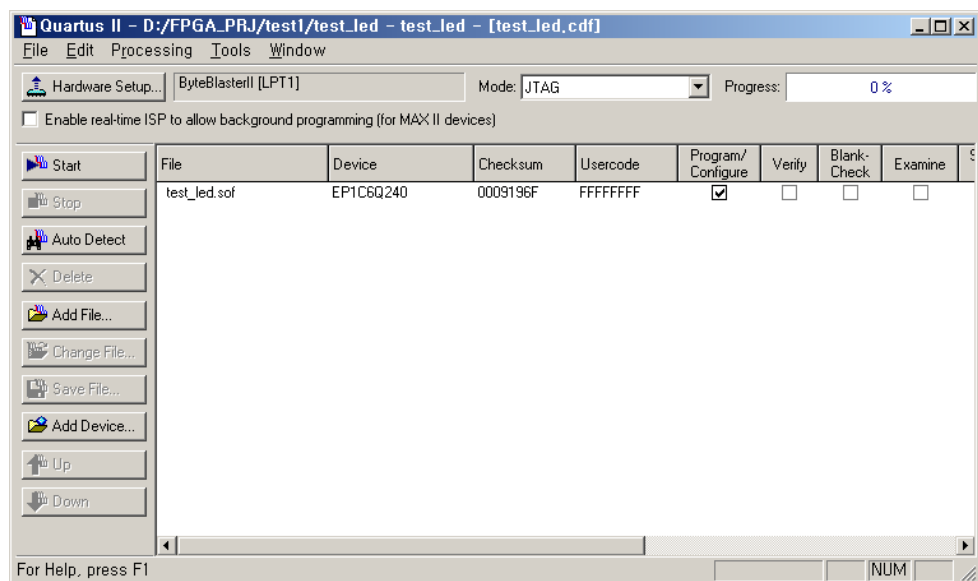 Quartus II - D:/FPGA_PRJ/test1/test_led - test_led - [test_led.cdf]
File Edit Processing Tools Window
Hardware Setup... ByteBlasterII [LPT1] Mode: JTAG Progress: 0 %
Enable real-time ISP to allow background programming (for MAX II devices)
Start
Stop
Auto Detect
Delete
Add File...
Change File...
Save File...
Add Device...
Up
Down
File Device Checksum Usercode Program/ Configure Verify Blank- Check Examine
test_led.sof EP1C6Q240 0009196F FFFFFFFF
For Help, press F1 NUM